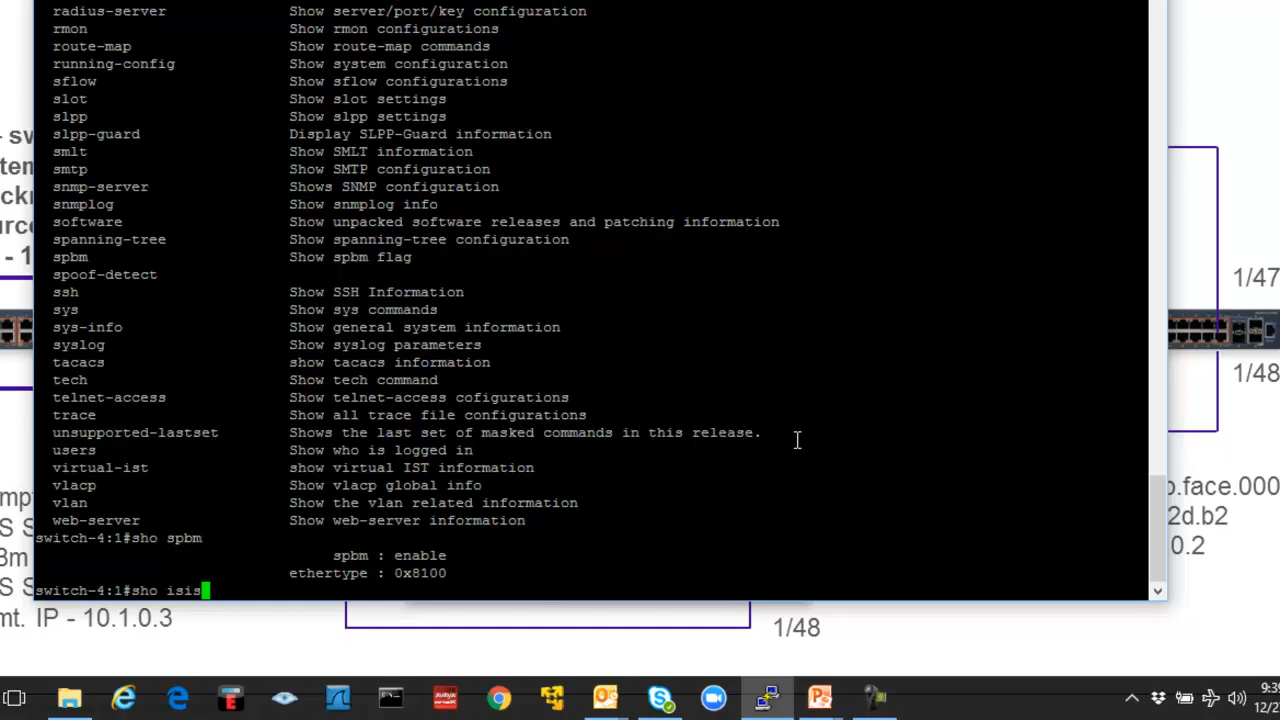 radius-server Show server/port/key configuration
rmon Show rmon configurations
route-map Show route-map commands
running-config Show system configuration
sflow Show sflow configurations
slot Show slot settings
slpp Show slpp settings
slpp-guard Display SLPP-Guard information
smlt Show SMLT information
smtp Show SMTP configuration
snmp-server Shows SNMP configuration
snmplog Show snmplog info
software Show unpacked software releases and patching information
spanning-tree Show spanning-tree configuration
spbm Show spbm flag
spoof-detect
ssh Show SSH Information
sys Show sys commands
sys-info Show general system information
syslog Show syslog parameters
tacacs show tacacs information
tech Show tech command
telnet-access Show telnet-access cofigurations
trace Show all trace file configurations
unsupported-lastset Shows the last set of masked commands in this release.
users Show who is logged in
virtual-ist show virtual IST information
vlacp Show vlacp global info
vlan Show the vlan related information
web-server Show web-server information
switch-4:1#sho spbm
spbm : enable
ethertype : 0x8100
switch-4:1#sho isis
1/47
1/48
.face.000
2d.b2
0.2
mt. IP - 10.1.0.3
1/48
9:39
12/2